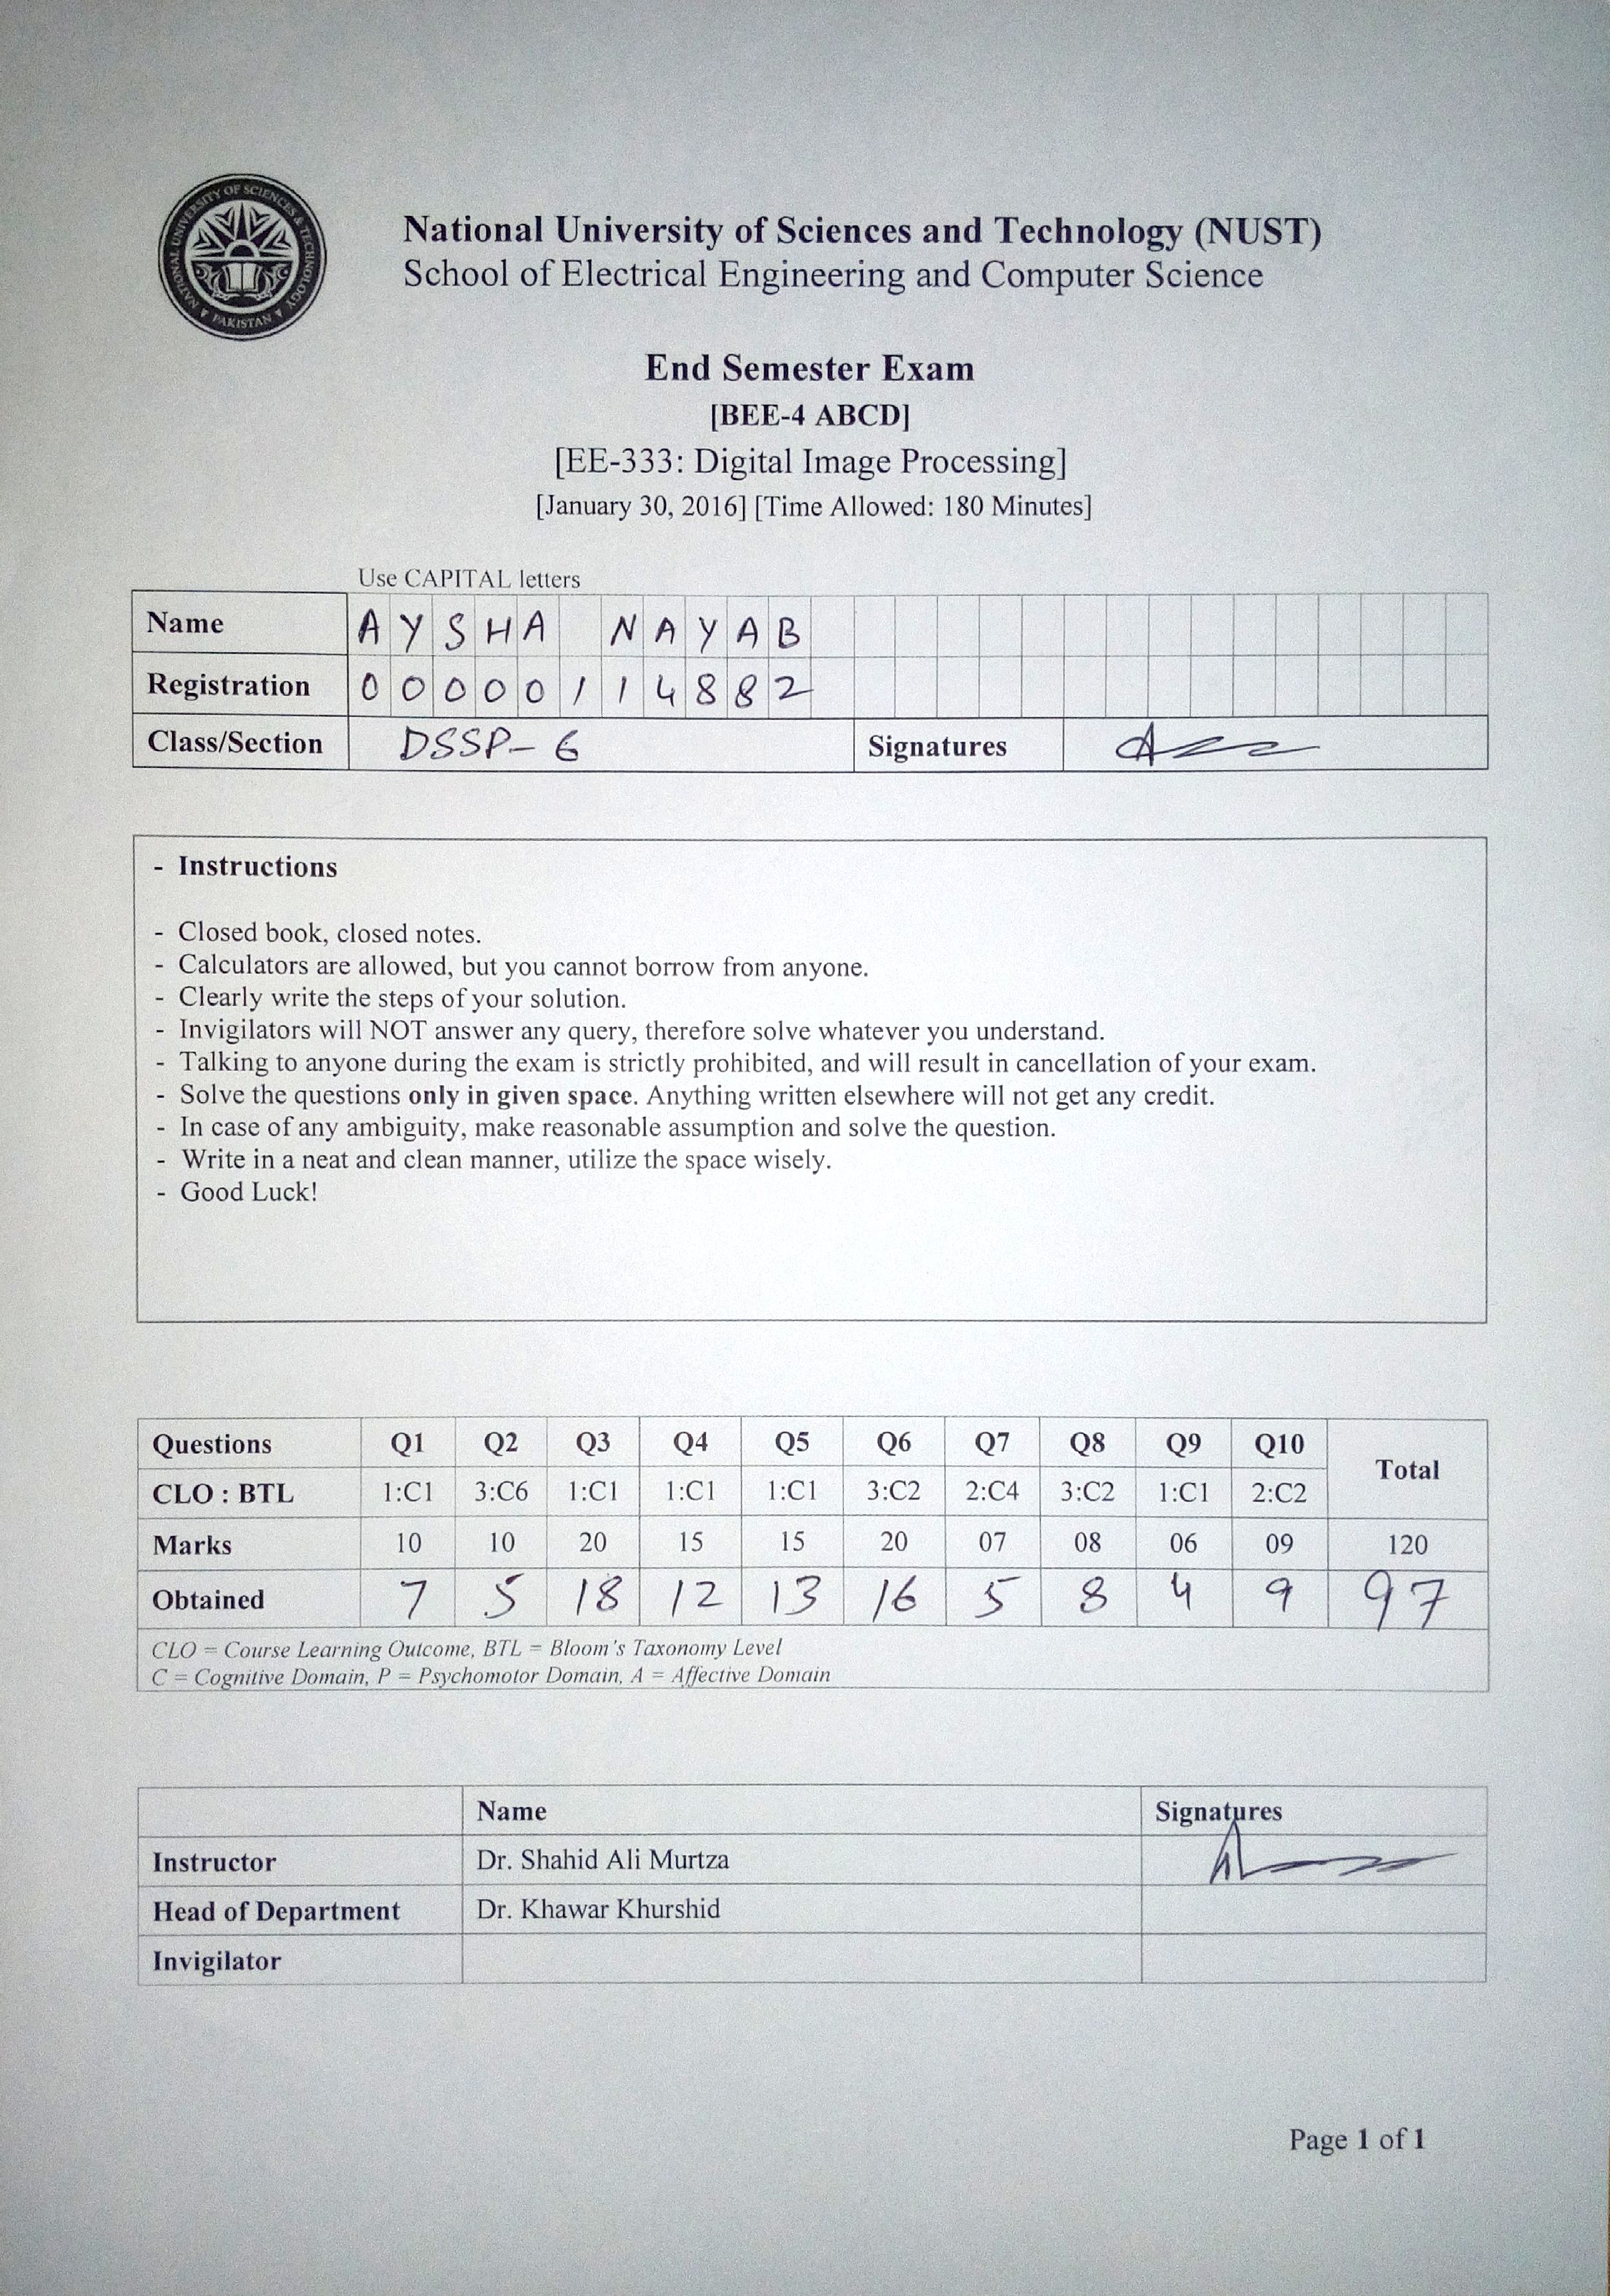 NATIONAL UNIVERSITY OF SCIENCES & TECHNOLOGY
PAKISTAN
National University of Sciences and Technology (NUST)
School of Electrical Engineering and Computer Science
End Semester Exam
[BEE-4 ABCD]
[EE-333: Digital Image Processing]
[January 30, 2016] [Time Allowed: 180 Minutes]
Use CAPITAL letters
Name AYSHA NAYAB
Registration 00000114882
Class/Section DSSP-6 Signatures
- Instructions
- Closed book, closed notes.
- Calculators are allowed, but you cannot borrow from anyone.
- Clearly write the steps of your solution.
- Invigilators will NOT answer any query, therefore solve whatever you understand.
- Talking to anyone during the exam is strictly prohibited, and will result in cancellation of your exam.
- Solve the questions only in given space. Anything written elsewhere will not get any credit.
- In case of any ambiguity, make reasonable assumption and solve the question.
- Write in a neat and clean manner, utilize the space wisely.
- Good Luck!
Questions Q1 Q2 Q3 Q4 Q5 Q6 Q7 Q8 Q9 Q10 Total
CLO : BTL 1:C1 3:C6 1:C1 1:C1 1:C1 3:C2 2:C4 3:C2 1:C1 2:C2
Marks 10 10 20 15 15 20 07 08 06 09 120
Obtained 7 5 18 12 13 16 5 8 4 9 97
CLO = Course Learning Outcome, BTL = Bloom's Taxonomy Level
C = Cognitive Domain, P = Psychomotor Domain, A = Affective Domain
Name Signatures
Instructor Dr. Shahid Ali Murtza
Head of Department Dr. Khawar Khurshid
Invigilator
Page 1 of 1